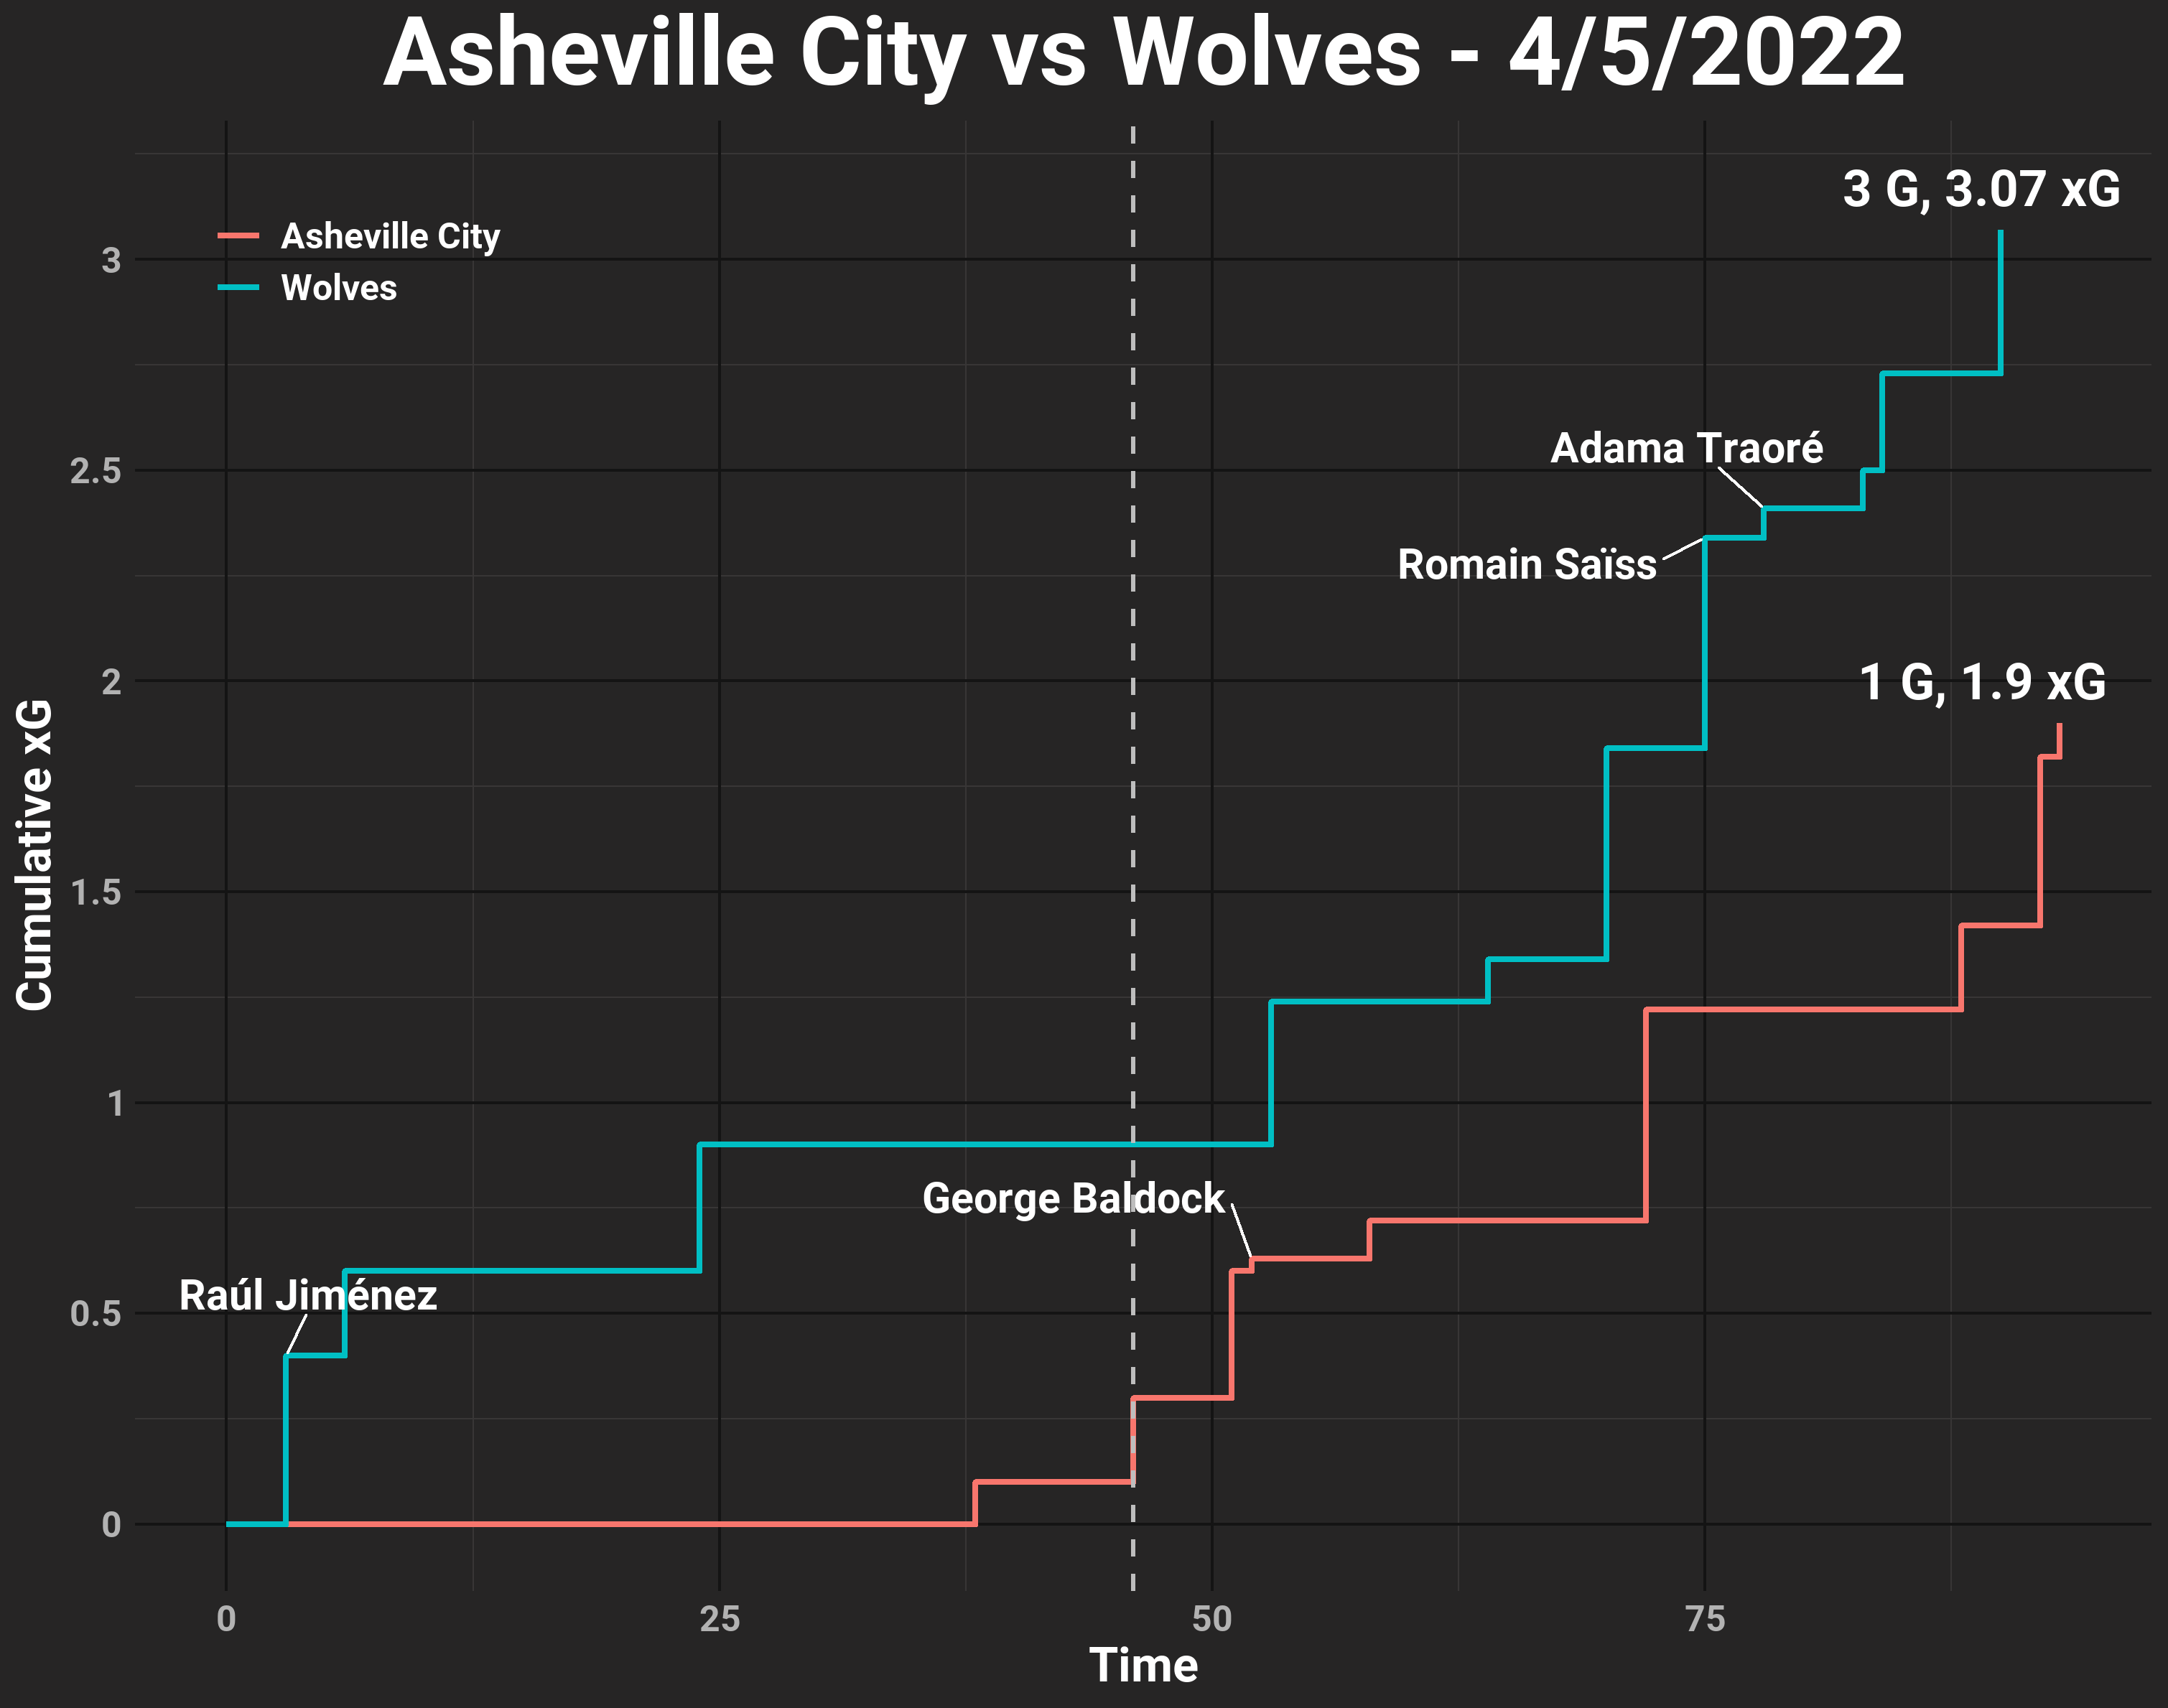 Asheville City vs Wolves - 4/5/2022
3 G, 3.07 xG
Asheville City
Wolves
Adama Traoré
Romain Saïss
1 G, 1.9 xG
George Baldock
Raúl Jiménez
Cumulative xG
3
2.5
2
1.5
1
0.5
0
0 25 50 75
Time